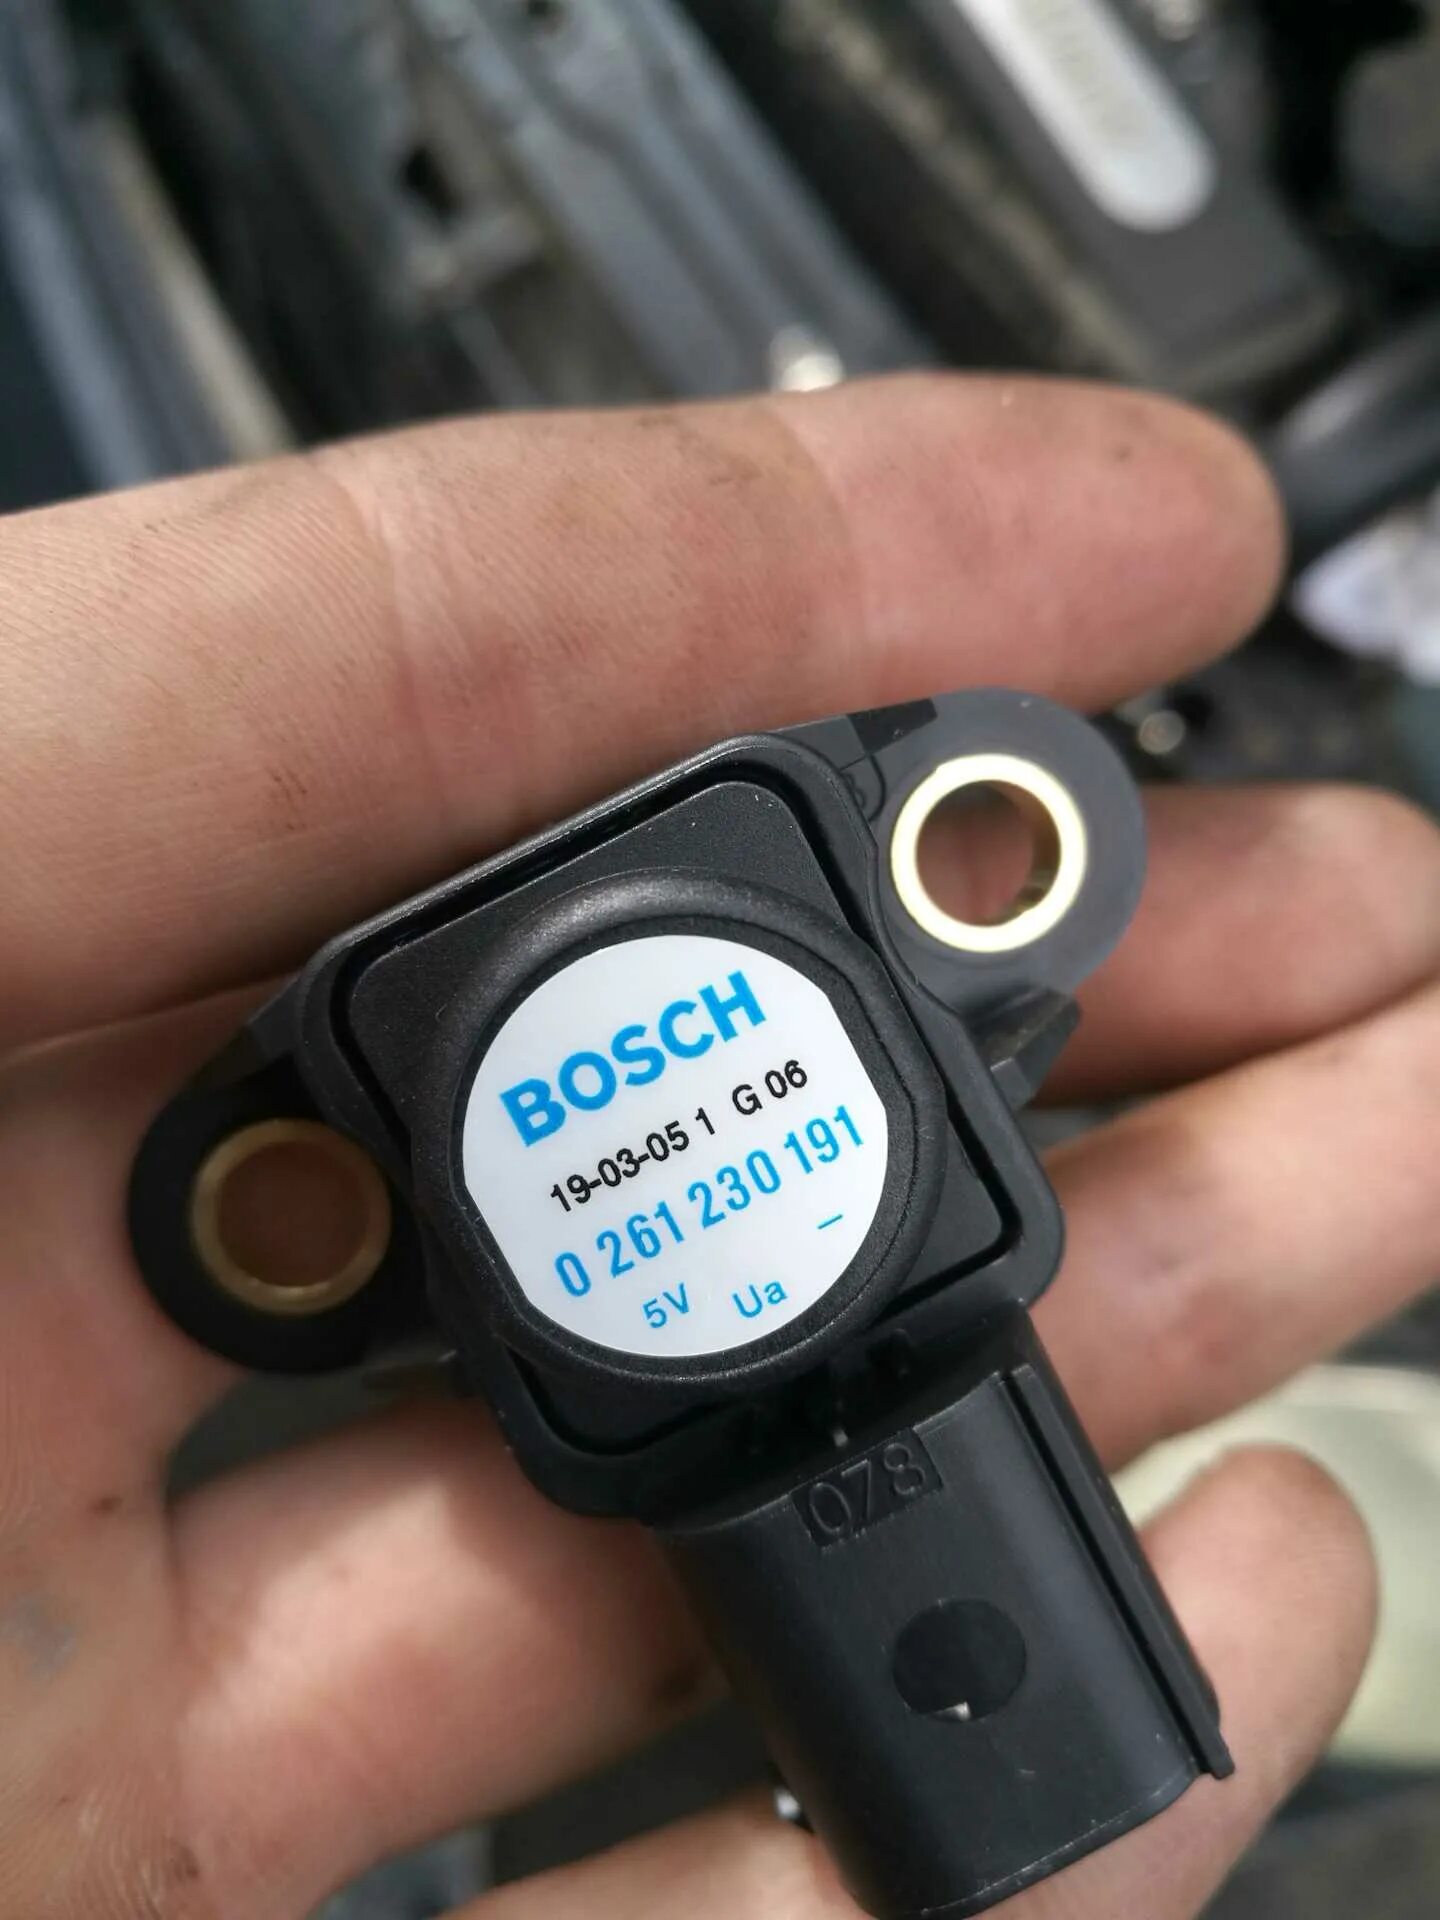 BOSCH
19-03-05 1 G 06
0 261 230 191
5V Ua –
078